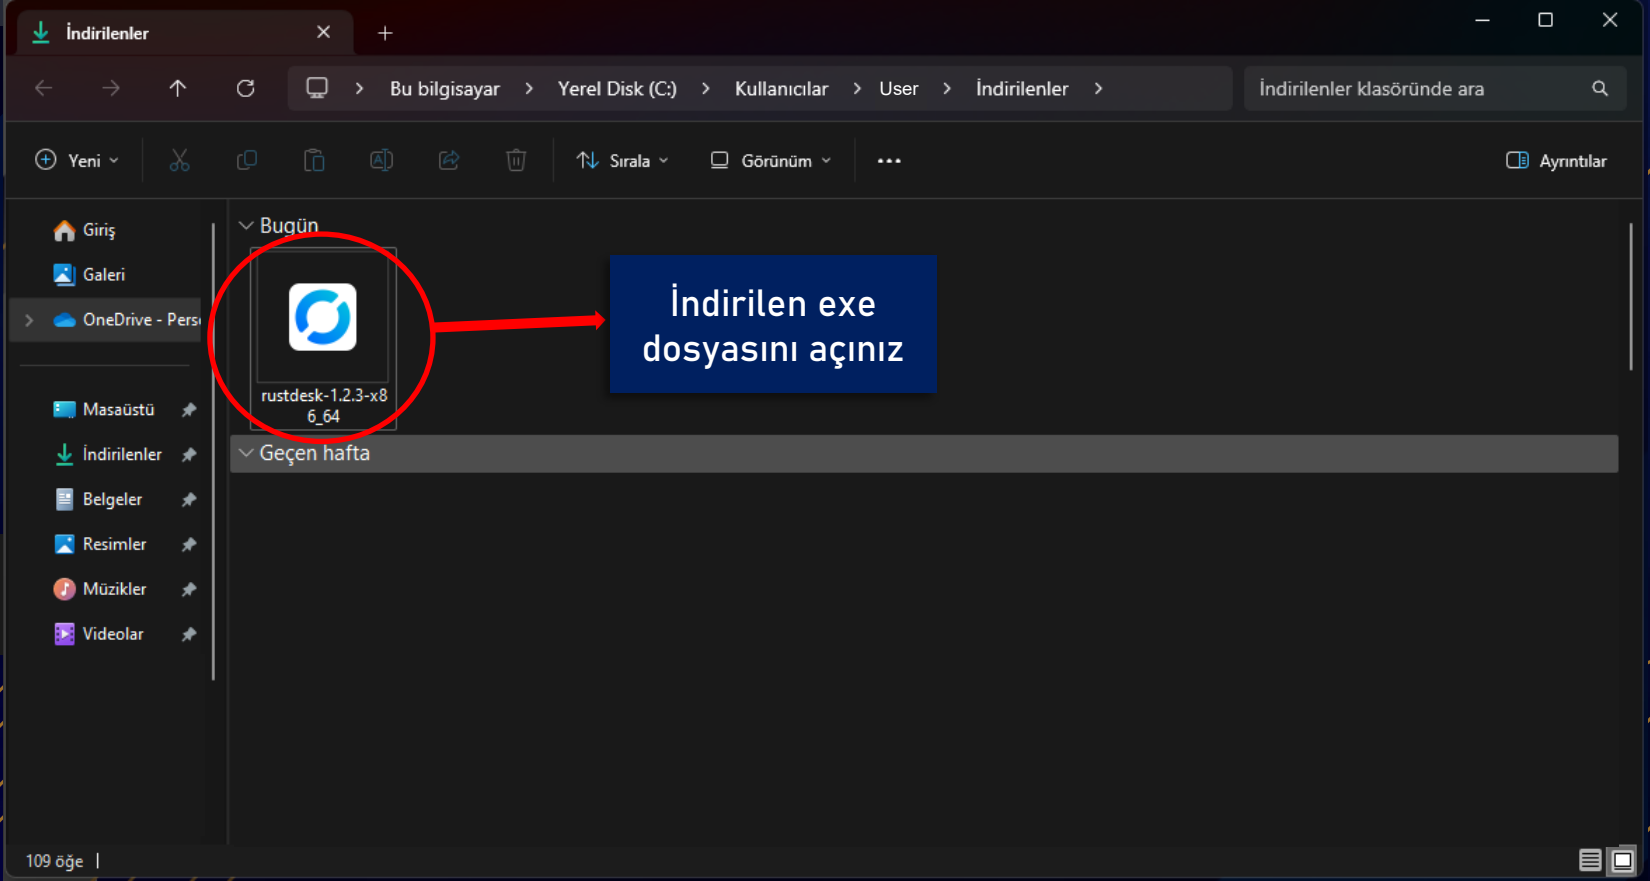 İndirilenler
Bu bilgisayar > Yerel Disk (C:) > Kullanıcılar > User > İndirilenler >
İndirilenler klasöründe ara
Yeni
Sırala
Görünüm
Ayrıntılar
Giriş
Galeri
OneDrive - Pers
Masaüstü
İndirilenler
Belgeler
Resimler
Müzikler
Videolar
Bugün
rustdesk-1.2.3-x8
6_64
İndirilen exe
dosyasını açınız
Geçen hafta
109 öğe